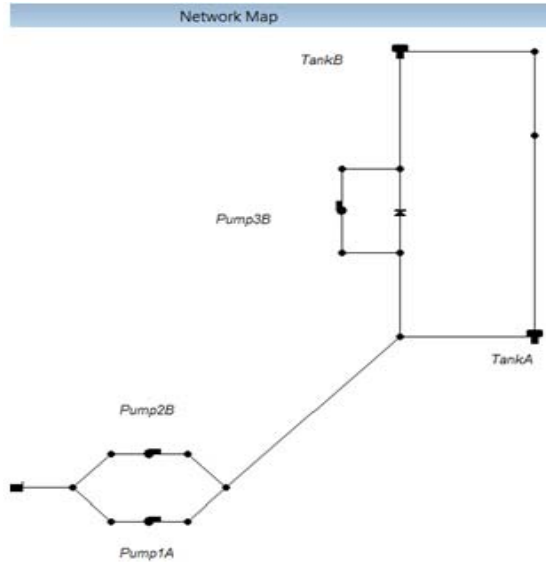 Network Map
TankB
Pump3B
TankA
Pump2B
Pump1A